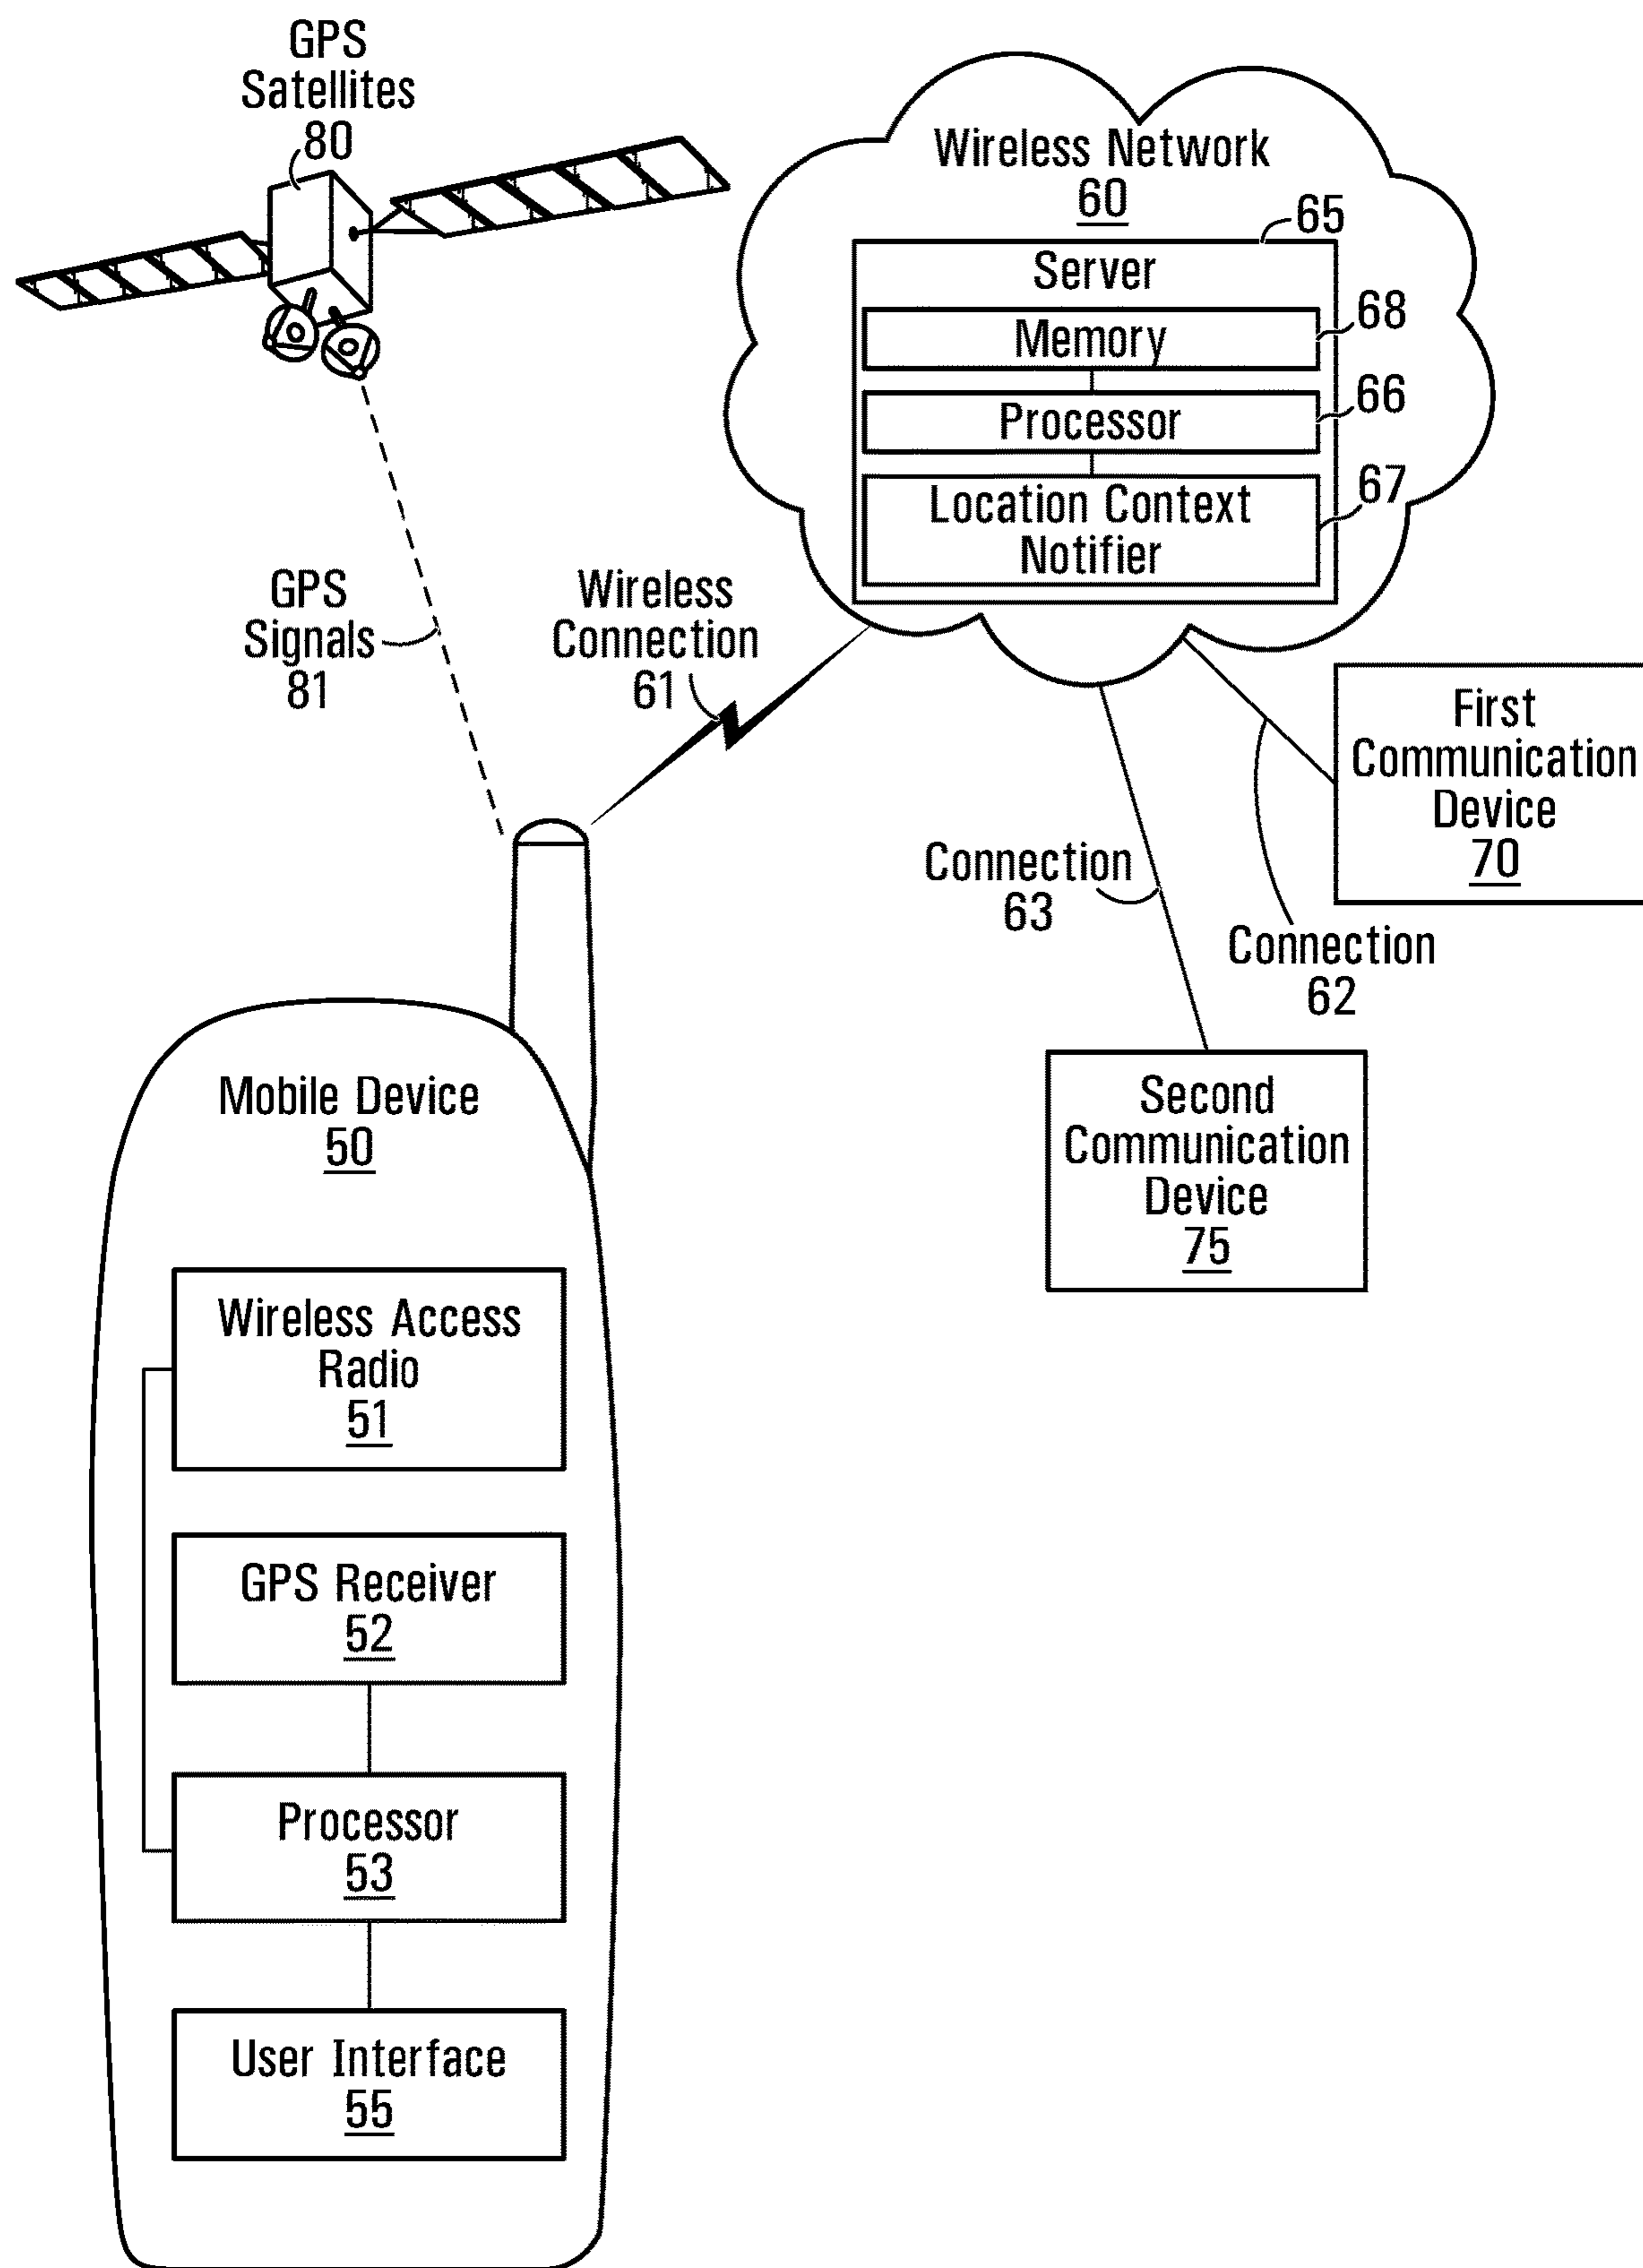 GPS
Satellites
80
Wireless Network
60
65
Server
Memory
68
Processor
66
Location Context
Notifier
67
GPS
Signals
81
Wireless
Connection
61
First
Communication
Device
70
Connection
63
Connection
62
Second
Communication
Device
75
Mobile Device
50
Wireless Access
Radio
51
GPS Receiver
52
Processor
53
User Interface
55